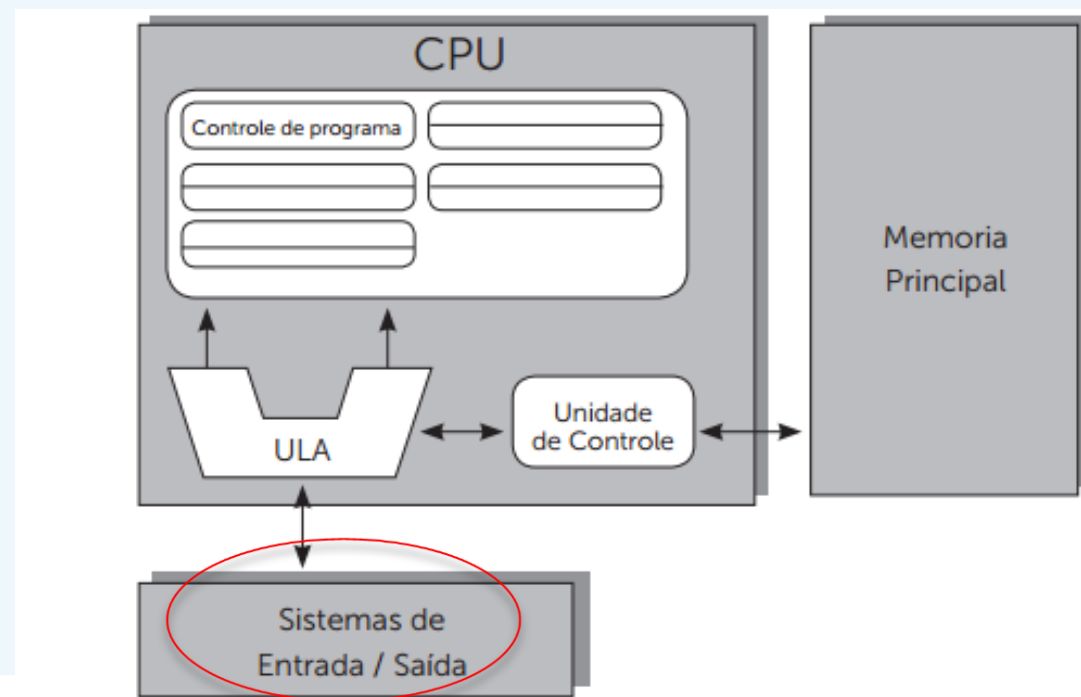 CPU
Controle de programa
Memoria
Principal
Unidade
de Controle
ULA
Sistemas de
Entrada / Saída